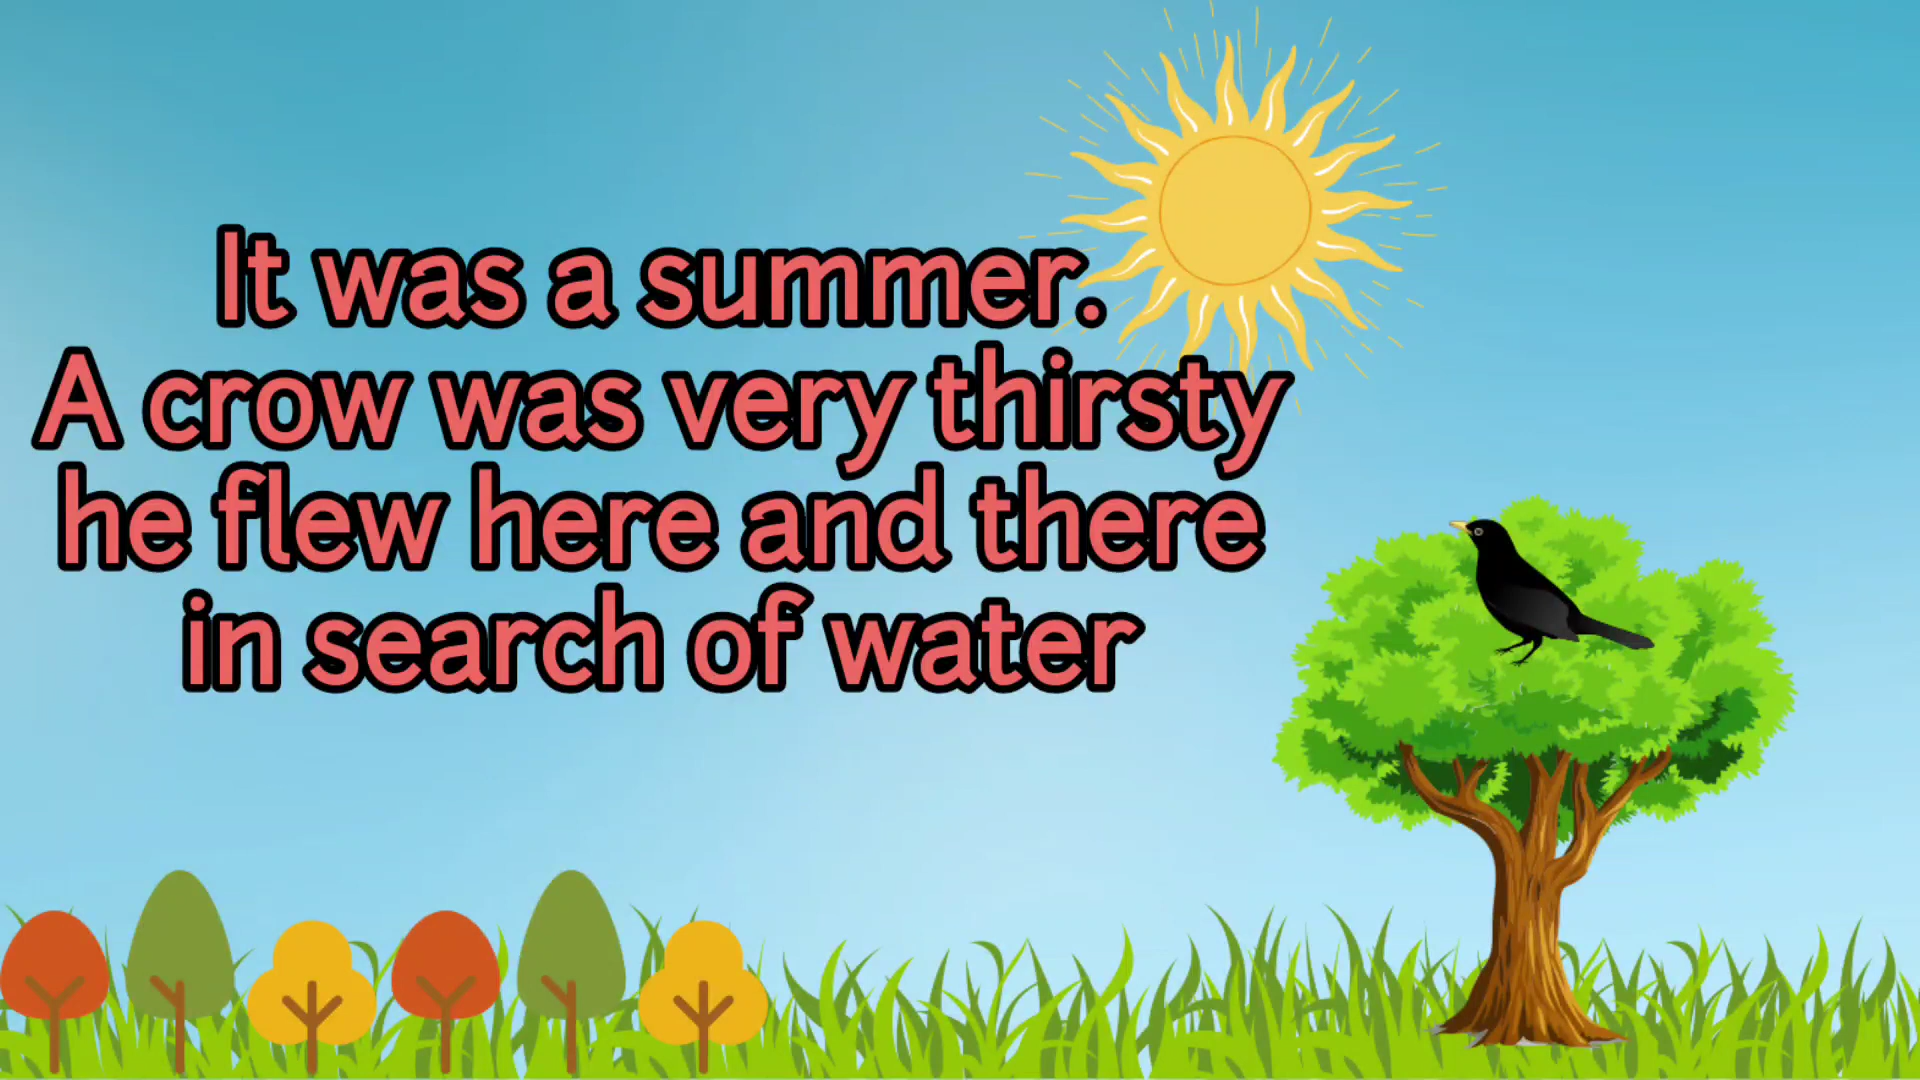 It was a summer.
A crow was very thirsty
he flew here and there
in search of water